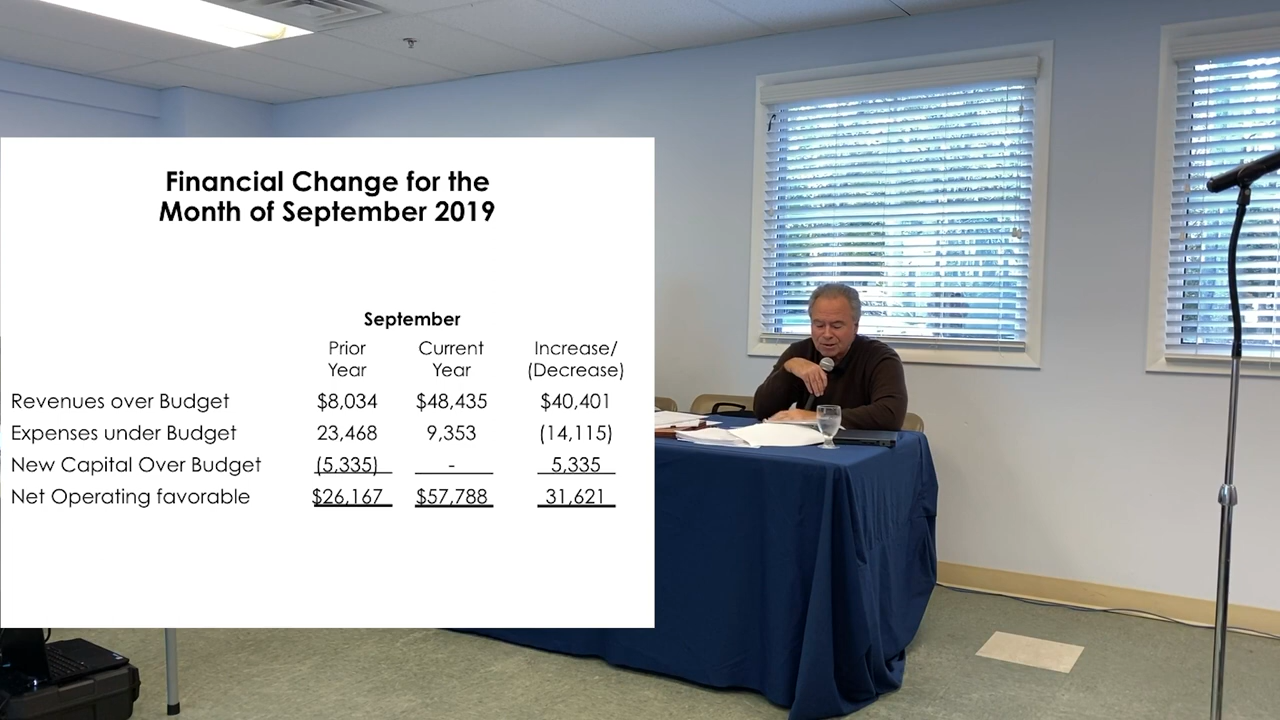 Financial Change for the
Month of September 2019
September
Prior Year Current Year Increase/ (Decrease)
Revenues over Budget $8,034 $48,435 $40,401
Expenses under Budget 23,468 9,353 (14,115)
New Capital Over Budget (5,335) - 5,335
Net Operating favorable $26,167 $57,788 31,621